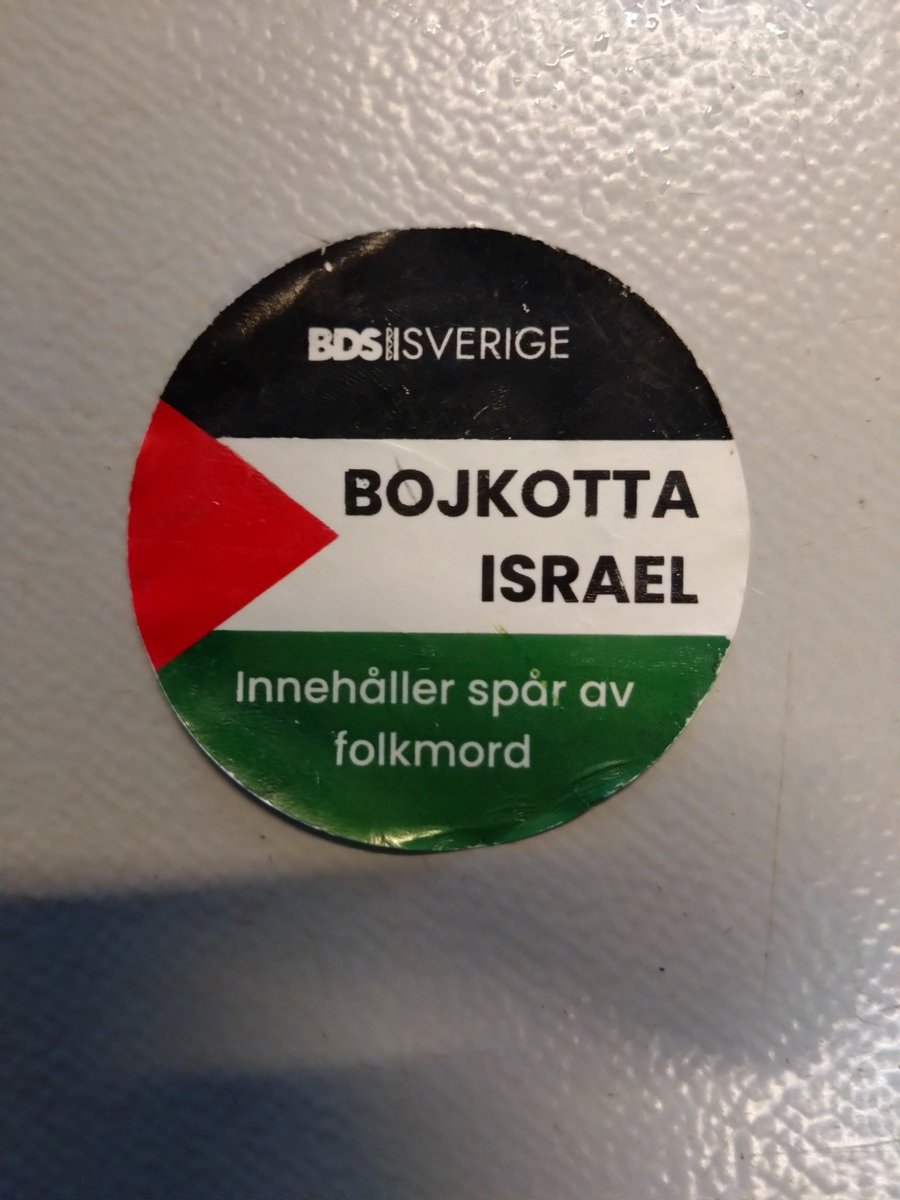 BDS SVERIGE
BOJKOTTA
ISRAEL
Innehåller spår av
folkmord